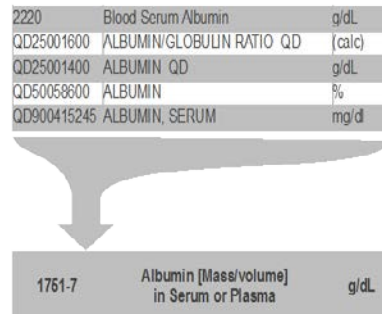 2220 Blood Serum Albumin g/dL
QD25001600 ALBUMIN/GLOBULIN RATIO QD (calc)
QD25001400 ALBUMIN QD g/dL
QD50058600 ALBUMIN %
QD900415245 ALBUMIN, SERUM mg/dl
1751-7 Albumin [Mass/volume] in Serum or Plasma g/dL